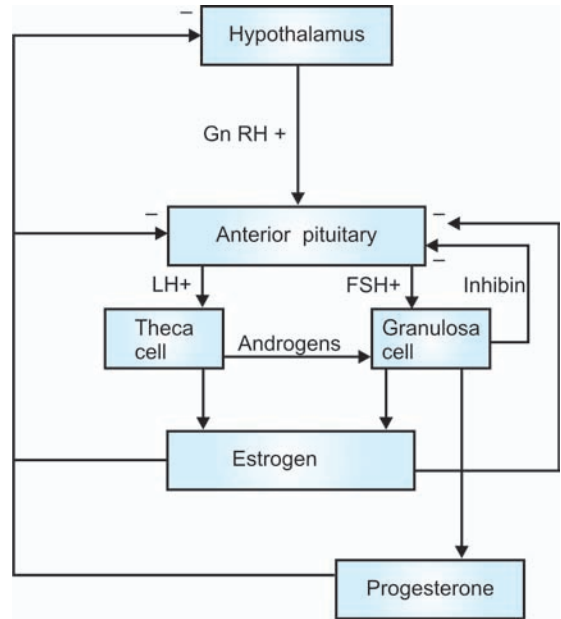 –
Hypothalamus
Gn RH +
– –
Anterior pituitary
–
LH+ FSH+ Inhibin
Theca
cell
Androgens
Granulosa
cell
Estrogen
Progesterone